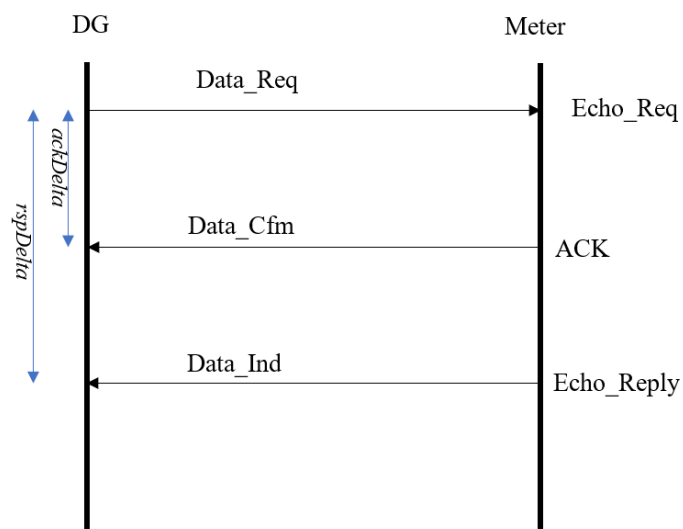 DG
Meter
Data_Req
Echo_Req
ackDelta
rspDelta
Data_Cfm
ACK
Data_Ind
Echo_Reply